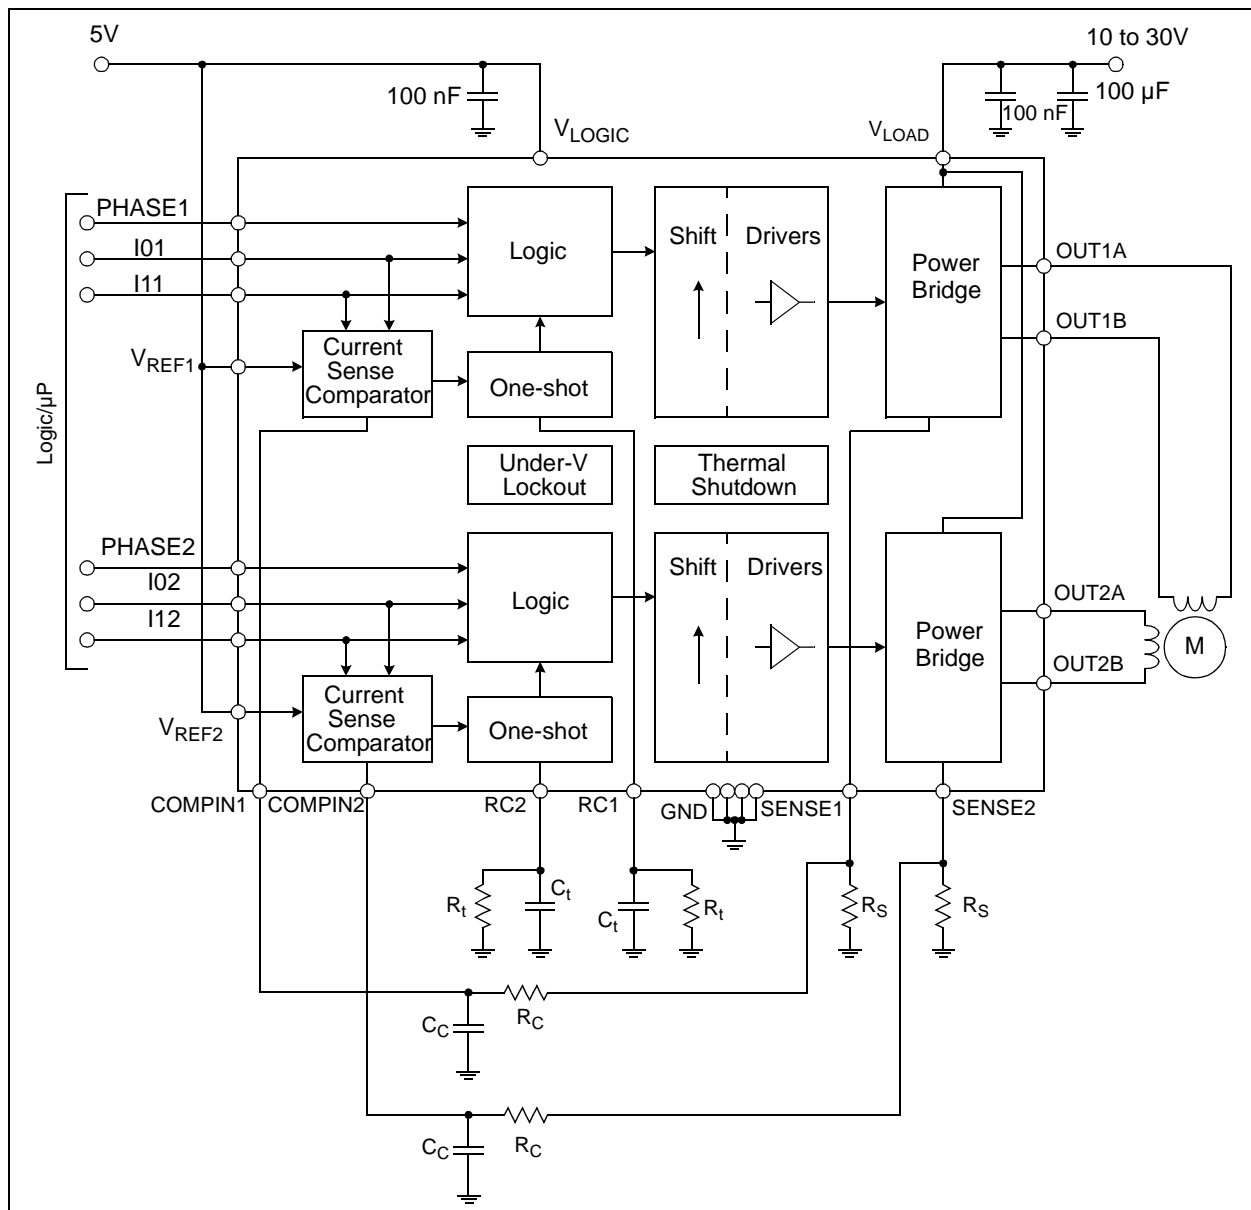 5V
10 to 30V
100 nF
100 nF
100 µF
VLOGIC
VLOAD
Logic/µP
PHASE1
I01
I11
VREF1
Logic
Shift
Drivers
Power
Bridge
OUT1A
OUT1B
Current
Sense
Comparator
One-shot
Under-V
Lockout
Thermal
Shutdown
PHASE2
I02
I12
VREF2
Logic
Shift
Drivers
Power
Bridge
OUT2A
OUT2B
M
Current
Sense
Comparator
One-shot
COMPIN1
COMPIN2
RC2
RC1
GND
SENSE1
SENSE2
Rt
Ct
Ct
Rt
RS
RS
CC
RC
CC
RC